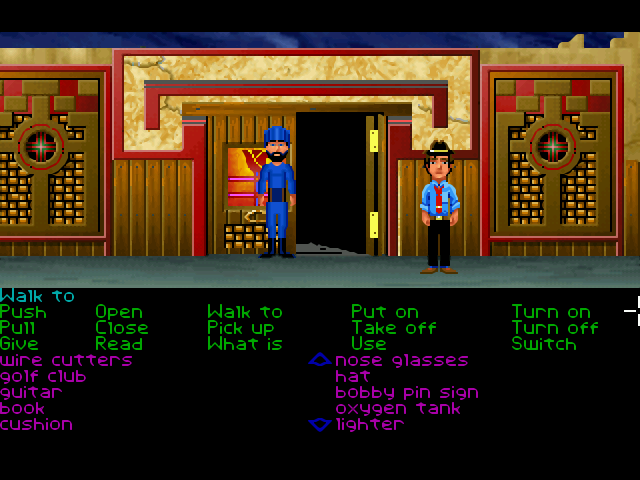 Walk to
Push Open Walk to Put on Turn on
Pull Close Pick up Take off Turn off
Give Read What is Use Switch
wire cutters nose glasses
golf club hat
guitar bobby pin sign
book oxygen tank
cushion lighter